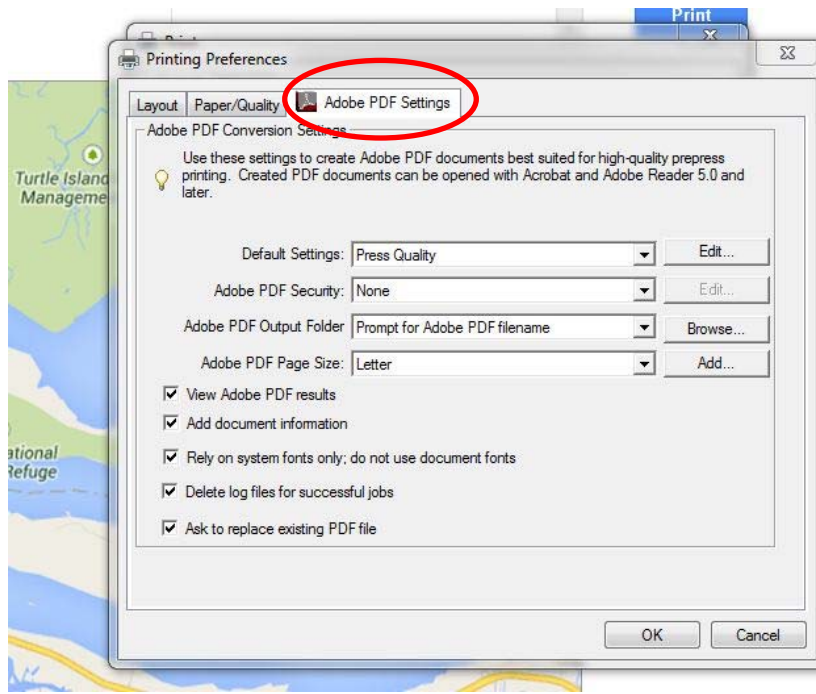 Print
Printing Preferences
Layout Paper/Quality Adobe PDF Settings
Adobe PDF Conversion Settings
Use these settings to create Adobe PDF documents best suited for high-quality prepress
printing. Created PDF documents can be opened with Acrobat and Adobe Reader 5.0 and
later.
Default Settings: Press Quality Edit...
Adobe PDF Security: None Edit...
Adobe PDF Output Folder Prompt for Adobe PDF filename Browse...
Adobe PDF Page Size: Letter Add...
View Adobe PDF results
Add document information
Rely on system fonts only; do not use document fonts
Delete log files for successful jobs
Ask to replace existing PDF file
OK Cancel
Turtle Island
Manageme
ational
Refuge